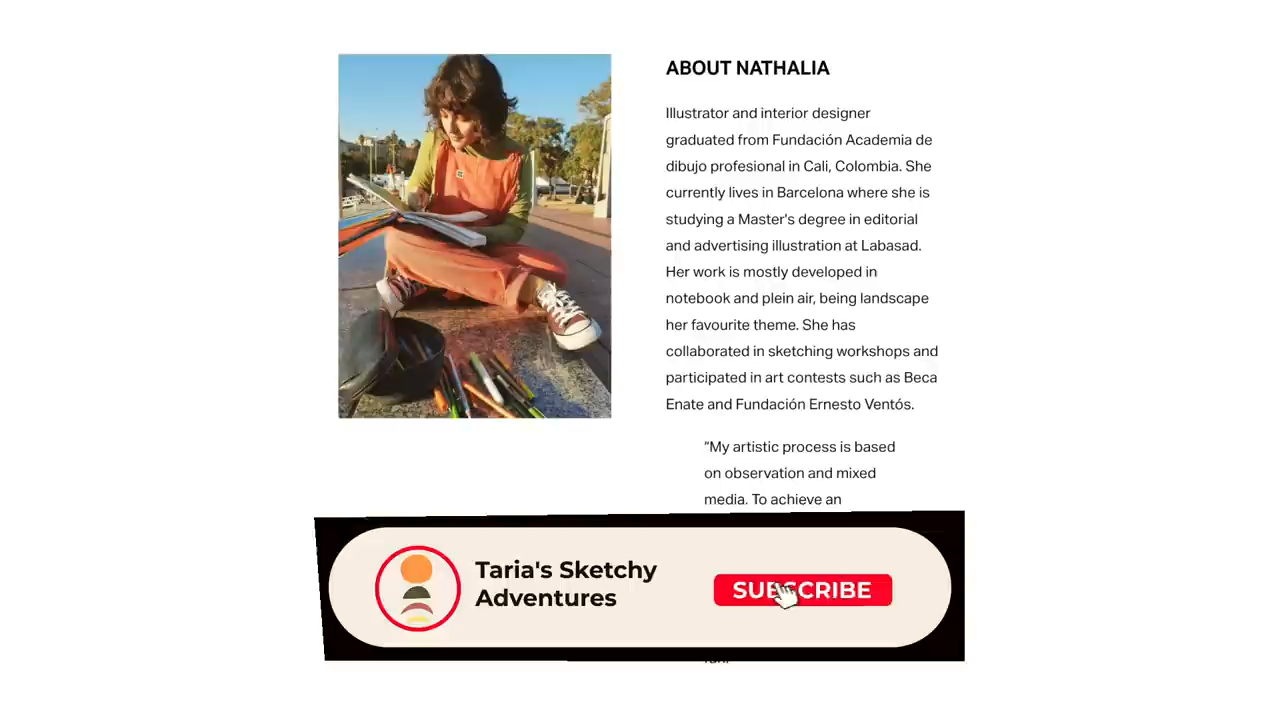 ABOUT NATHALIA
Illustrator and interior designer
graduated from Fundación Academia de
dibujo profesional in Cali, Colombia. She
currently lives in Barcelona where she is
studying a Master's degree in editorial
and advertising illustration at Labasad.
Her work is mostly developed in
notebook and plein air, being landscape
her favourite theme. She has
collaborated in sketching workshops and
participated in art contests such as Beca
Enate and Fundación Ernesto Ventós.
“My artistic process is based
on observation and mixed
media. To achieve an
Taria's Sketchy
Adventures
SUBSCRIBE